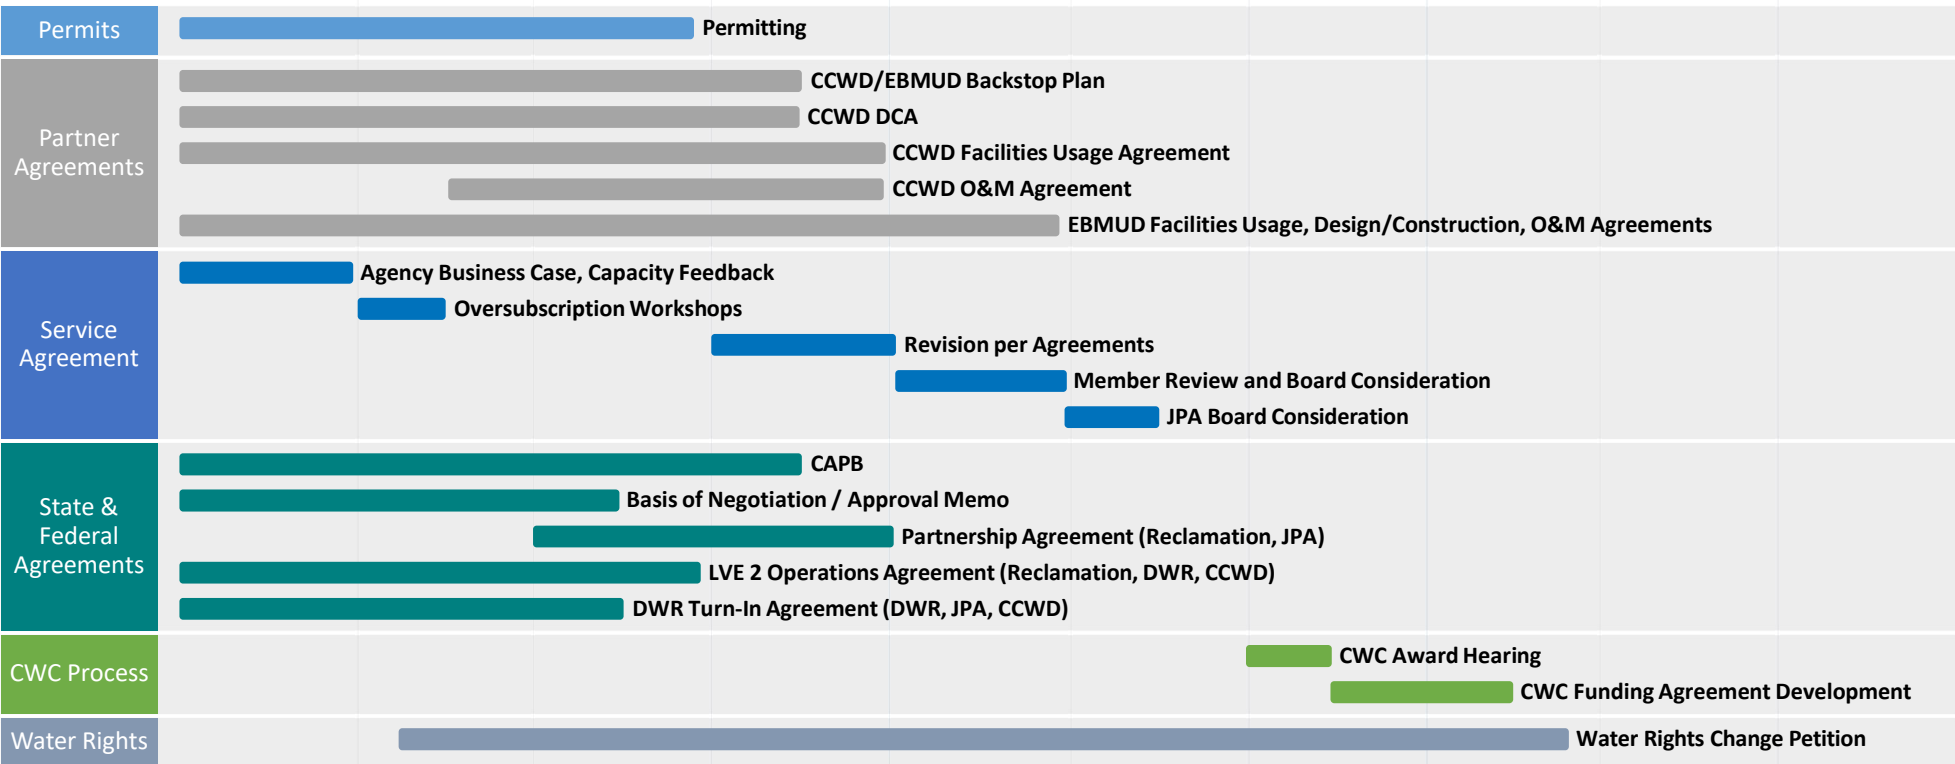 Permits
Permitting
Partner
Agreements
CCWD/EBMUD Backstop Plan
CCWD DCA
CCWD Facilities Usage Agreement
CCWD O&M Agreement
EBMUD Facilities Usage, Design/Construction, O&M Agreements
Service
Agreement
Agency Business Case, Capacity Feedback
Oversubscription Workshops
Revision per Agreements
Member Review and Board Consideration
JPA Board Consideration
State &
Federal
Agreements
CAPB
Basis of Negotiation / Approval Memo
Partnership Agreement (Reclamation, JPA)
LVE 2 Operations Agreement (Reclamation, DWR, CCWD)
DWR Turn-In Agreement (DWR, JPA, CCWD)
CWC Process
CWC Award Hearing
CWC Funding Agreement Development
Water Rights
Water Rights Change Petition